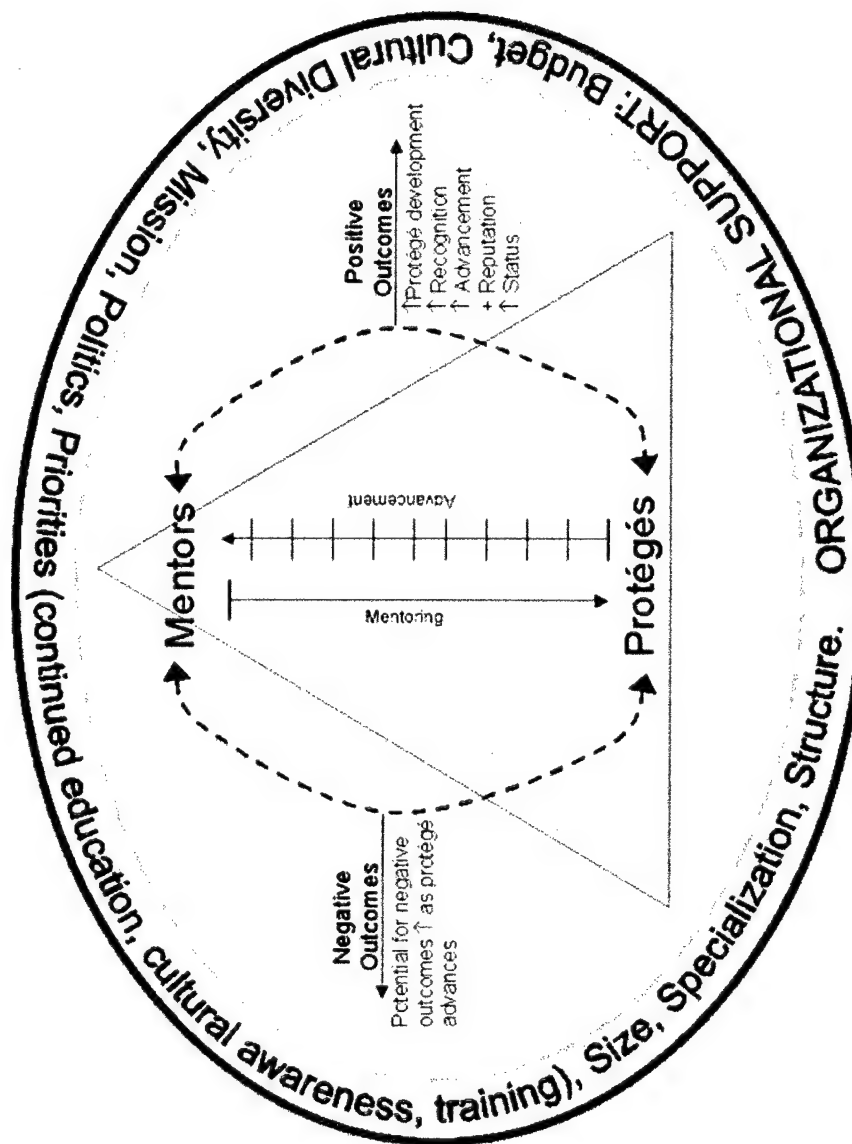 ORGANIZATIONAL SUPPORT: Budget, Cultural Diversity, Mission, Politics, Priorities (continued education, cultural awareness, training), Size, Specialization, Structure.
Mentors
Negative
Outcomes
Potential for negative
outcomes ↑ as protégé
advances
Mentoring
Advancement
Positive
Outcomes
↑Protégé development
↑ Recognition
↑ Advancement
+ Reputation
↑ Status
Protégés